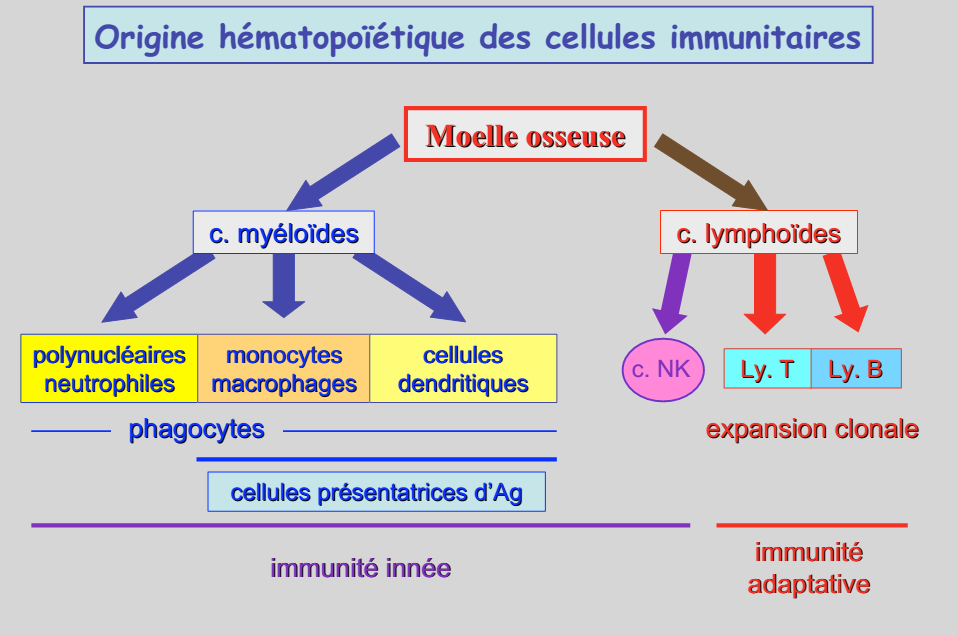 Origine hématopoïétique des cellules immunitaires
Moelle osseuse
c. myéloïdes
c. lymphoïdes
polynucléaires
neutrophiles
monocytes
macrophages
cellules
dendritiques
c. NK
Ly. T
Ly. B
phagocytes
expansion clonale
cellules présentatrices d'Ag
immunité innée
immunité
adaptative